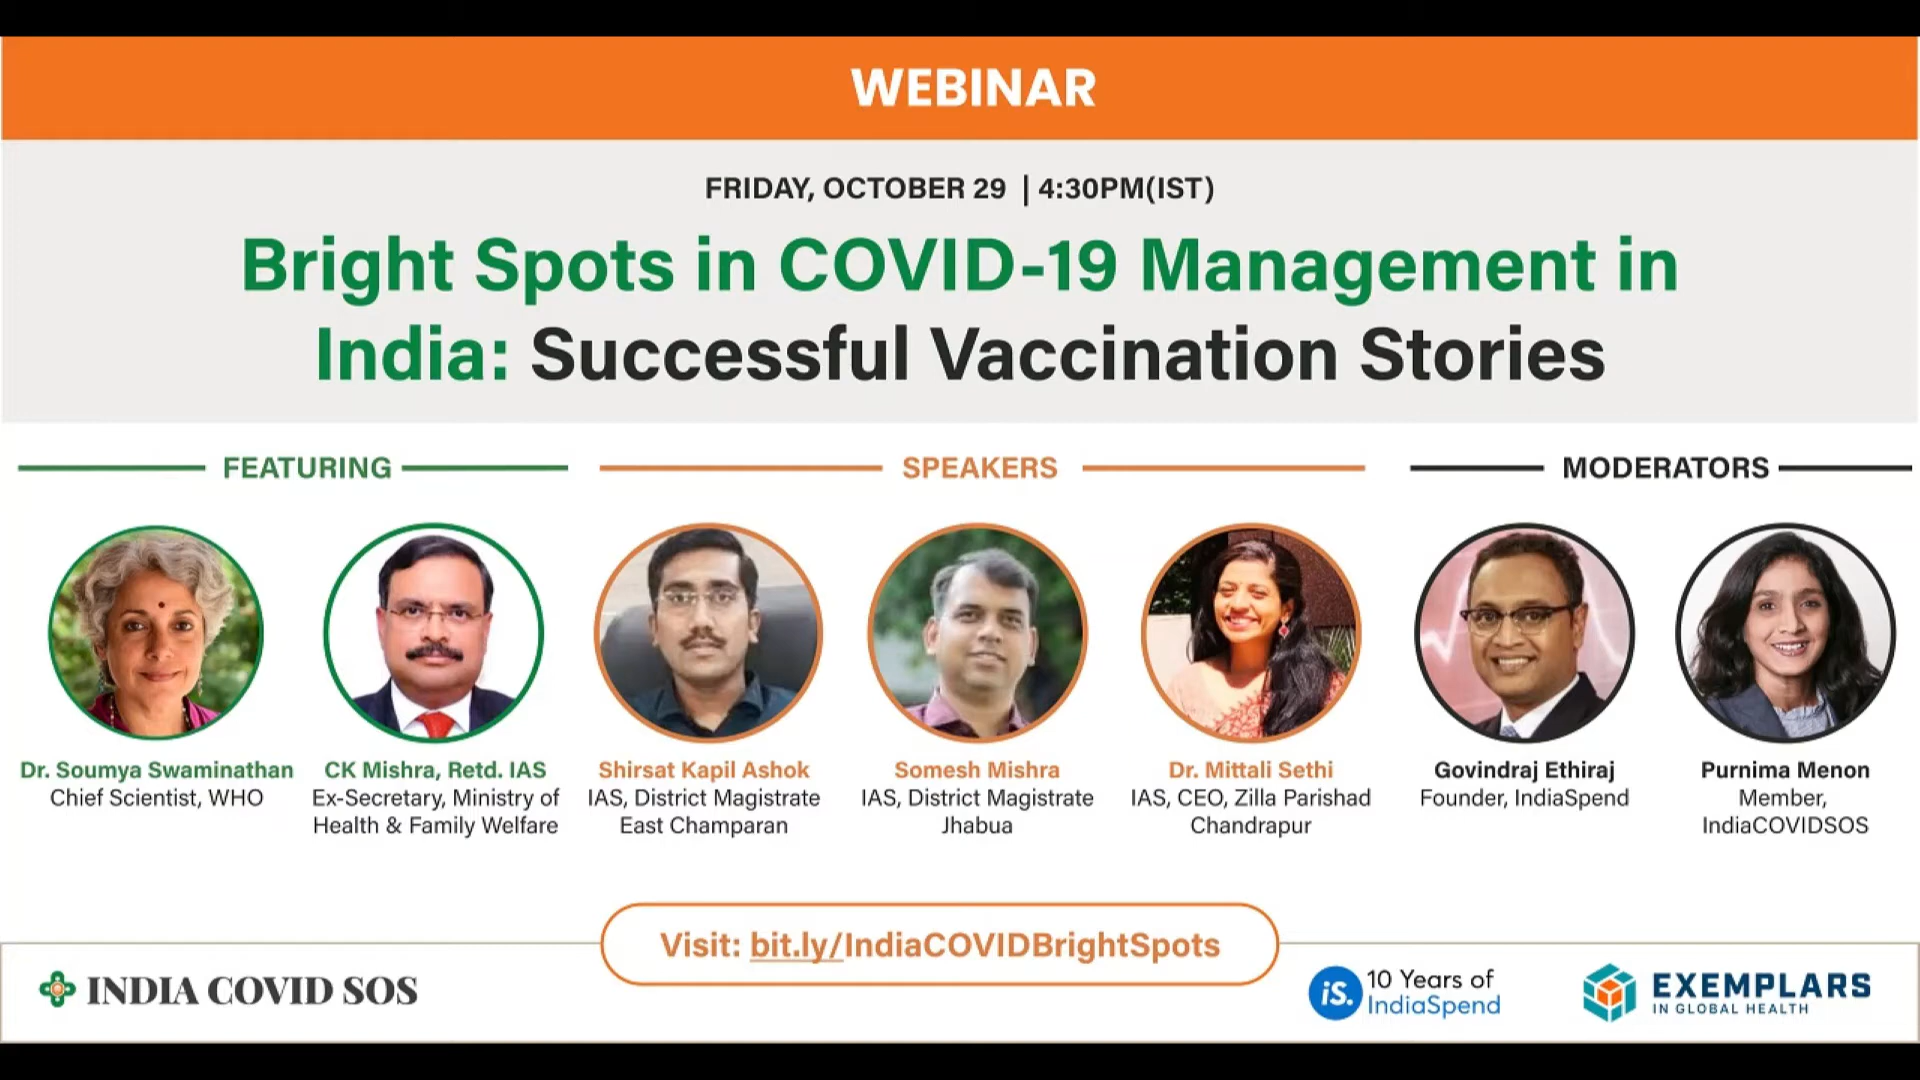 WEBINAR
FRIDAY, OCTOBER 29 | 4:30PM(IST)
Bright Spots in COVID-19 Management in
India: Successful Vaccination Stories
FEATURING
SPEAKERS
MODERATORS
Dr. Soumya Swaminathan
Chief Scientist, WHO
CK Mishra, Retd. IAS
Ex-Secretary, Ministry of
Health & Family Welfare
Shirsat Kapil Ashok
IAS, District Magistrate
East Champaran
Somesh Mishra
IAS, District Magistrate
Jhabua
Dr. Mittali Sethi
IAS, CEO, Zilla Parishad
Chandrapur
Govindraj Ethiraj
Founder, IndiaSpend
Purnima Menon
Member,
IndiaCOVIDSOS
Visit: bit.ly/IndiaCOVIDBrightSpots
INDIA COVID SOS
iS.
10 Years of
IndiaSpend
EXEMPLARS
IN GLOBAL HEALTH